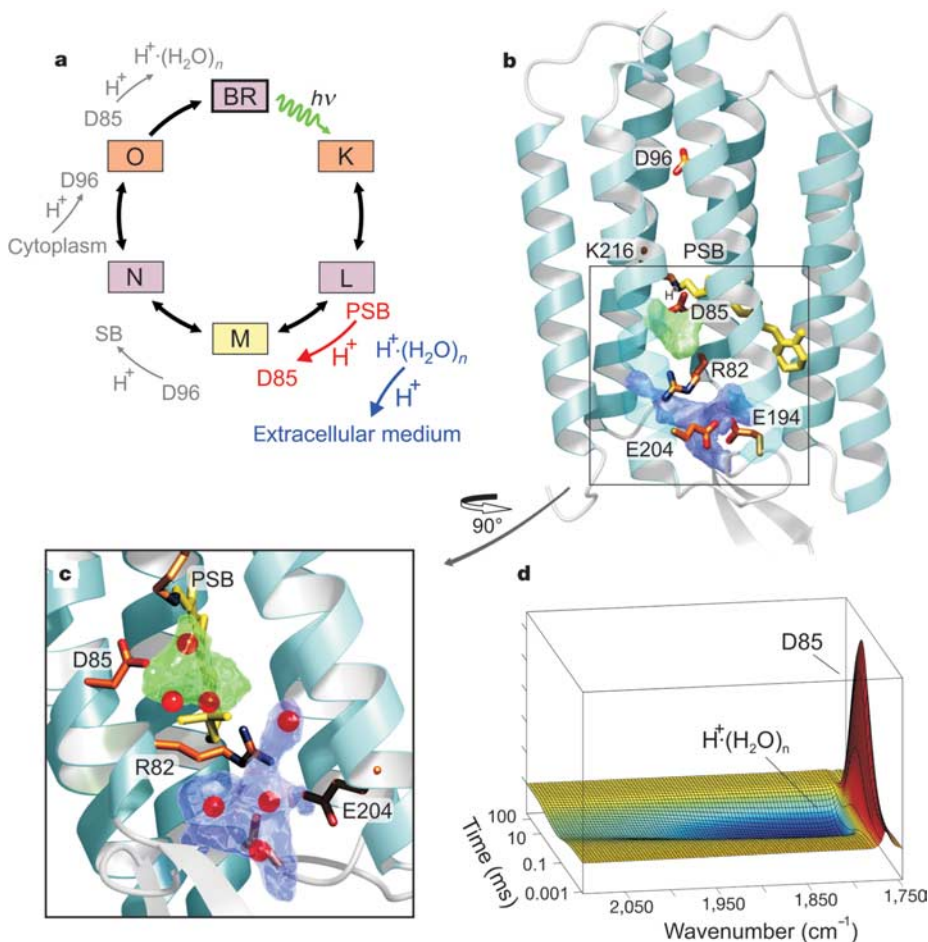 a
H⁺·(H₂O)ₙ
H⁺
D85
BR
hν
O
K
D96
H⁺
Cytoplasm
N
L
PSB
SB
M
H⁺
H⁺·(H₂O)ₙ
H⁺
D96
D85
H⁺
Extracellular medium
b
D96
K216
PSB
H
D85
R82
E194
E204
90°
c
PSB
D85
R82
E204
d
D85
H⁺·(H₂O)ₙ
100
10
0.1
0.001
Time (ms)
2,050
1,950
1,850
1,750
Wavenumber (cm⁻¹)